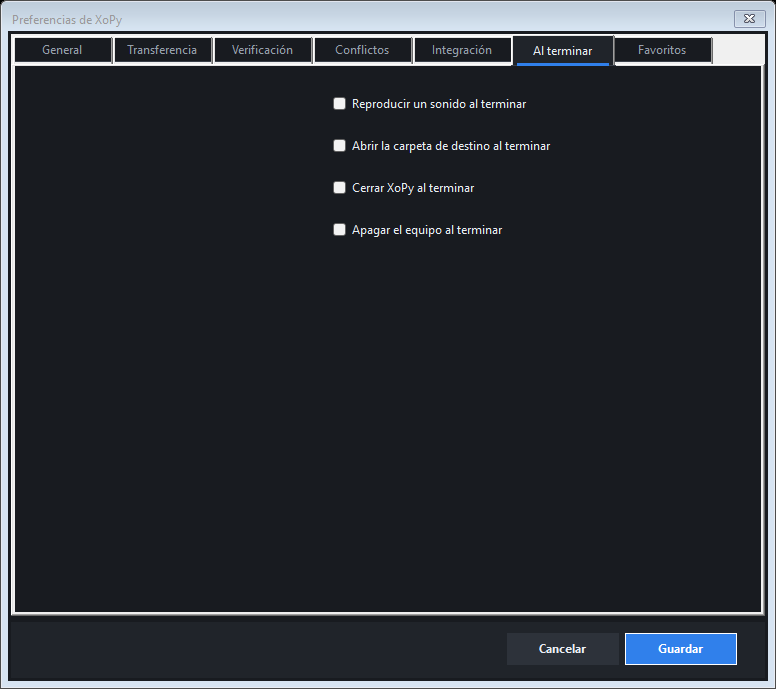 Preferencias de XoPy
General
Transferencia
Verificación
Conflictos
Integración
Al terminar
Favoritos
Reproducir un sonido al terminar
Abrir la carpeta de destino al terminar
Cerrar XoPy al terminar
Apagar el equipo al terminar
Cancelar
Guardar